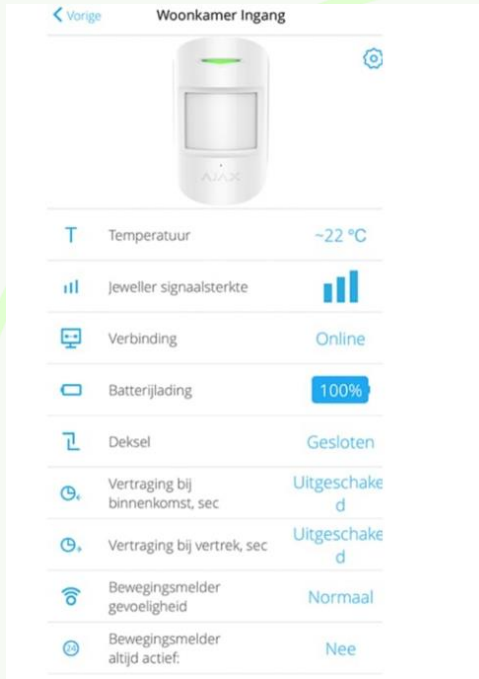 Vorige Woonkamer Ingang
AJAX
T Temperatuur ~22 °C
Jeweller signaalsterkte
Verbinding Online
Batterijlading 100%
Deksel Gesloten
Vertraging bij
binnenkomst, sec
Uitgeschake
d
Vertraging bij vertrek, sec
Uitgeschake
d
Bewegingsmelder
gevoeligheid
Normaal
24
Bewegingsmelder
altijd actief:
Nee